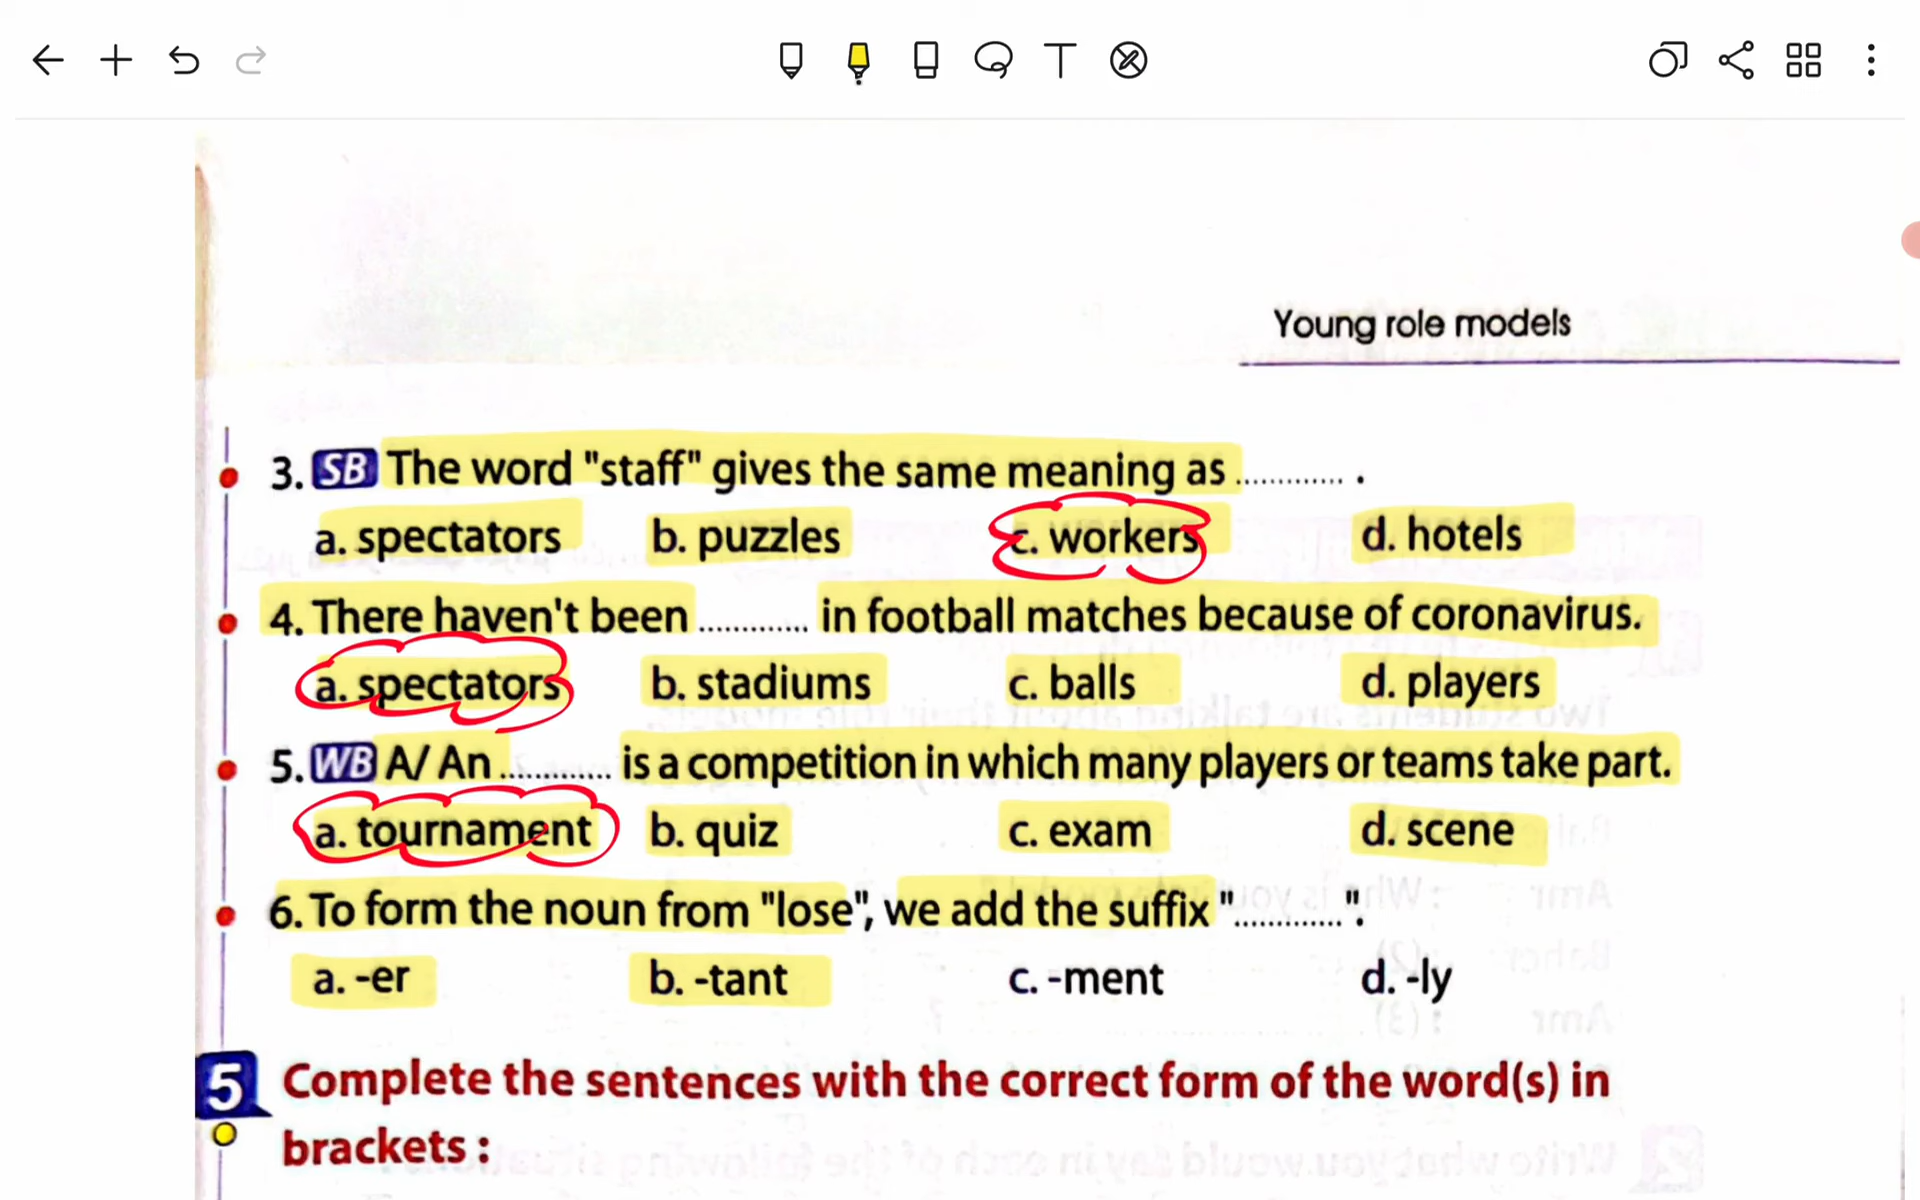 Young role models
3. SB The word "staff" gives the same meaning as ............. .
a. spectators b. puzzles c. workers d. hotels
4. There haven't been ............. in football matches because of coronavirus.
a. spectators b. stadiums c. balls d. players
5. WB A/ An ............. is a competition in which many players or teams take part.
a. tournament b. quiz c. exam d. scene
6. To form the noun from "lose", we add the suffix ".............".
a. -er b. -tant c. -ment d. -ly
5 Complete the sentences with the correct form of the word(s) in
brackets :